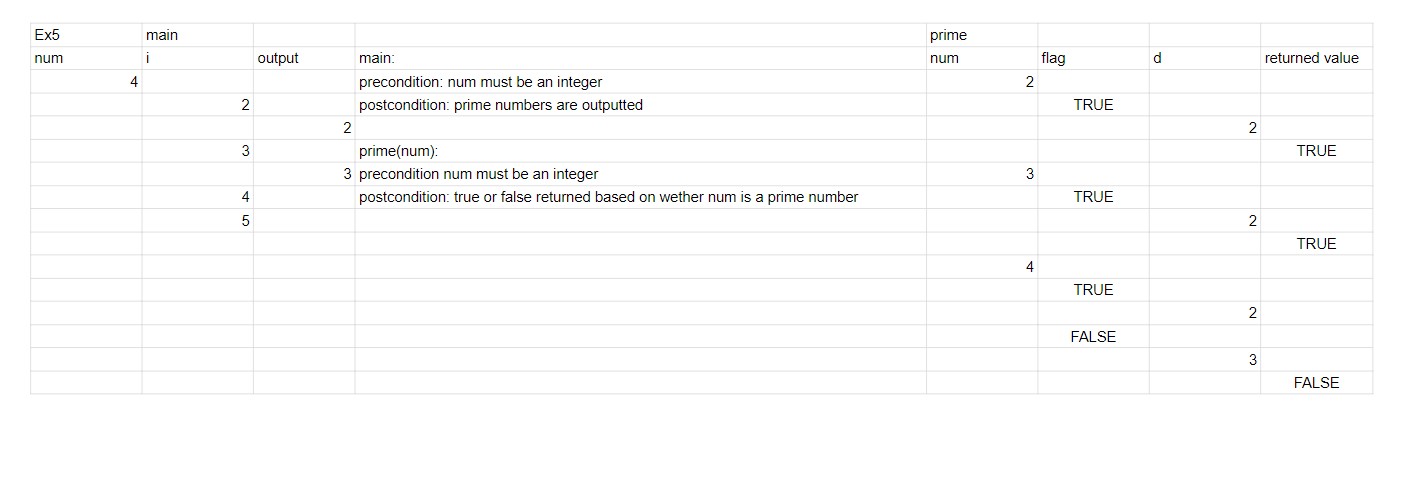 Ex5 main prime
num i output main: num flag d returned value
4 precondition: num must be an integer 2
2 postcondition: prime numbers are outputted TRUE
2 2
3 prime(num): TRUE
3 precondition num must be an integer 3
4 postcondition: true or false returned based on wether num is a prime number TRUE
5 2
TRUE
4
TRUE
2
FALSE
3
FALSE